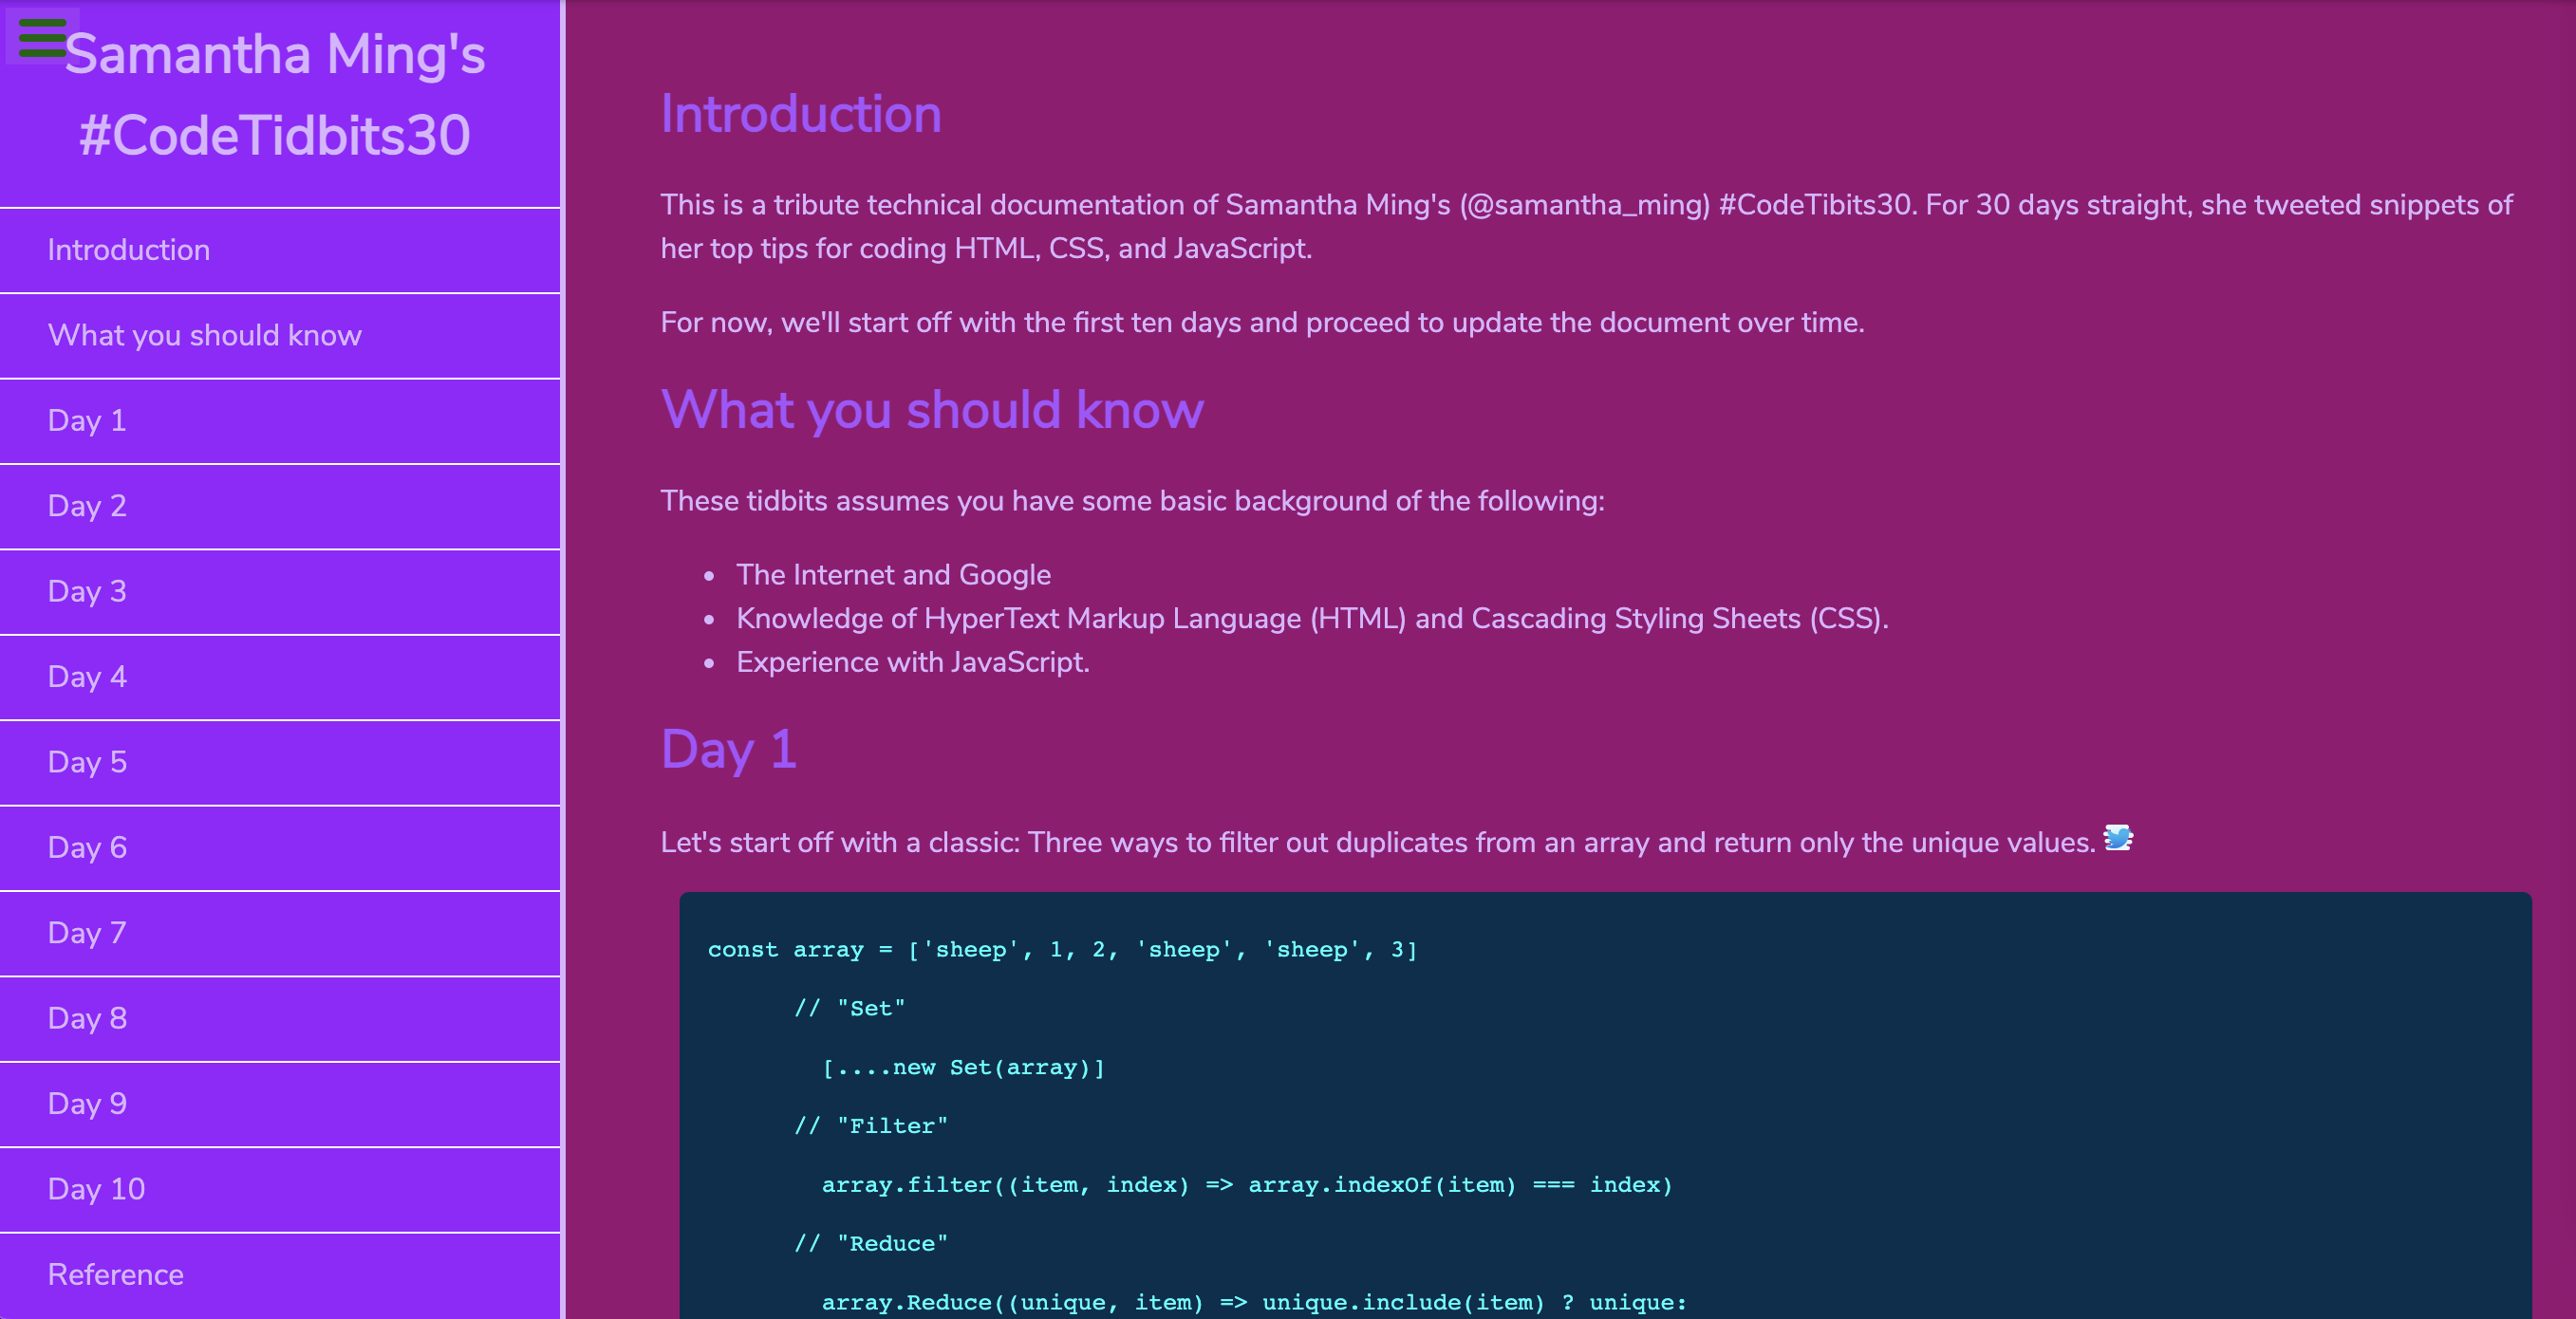 Samantha Ming's
#CodeTidbits30
Introduction
What you should know
Day 1
Day 2
Day 3
Day 4
Day 5
Day 6
Day 7
Day 8
Day 9
Day 10
Reference
Introduction
This is a tribute technical documentation of Samantha Ming's (@samantha_ming) #CodeTibits30. For 30 days straight, she tweeted snippets of
her top tips for coding HTML, CSS, and JavaScript.
For now, we'll start off with the first ten days and proceed to update the document over time.
What you should know
These tidbits assumes you have some basic background of the following:
• The Internet and Google
• Knowledge of HyperText Markup Language (HTML) and Cascading Styling Sheets (CSS).
• Experience with JavaScript.
Day 1
Let's start off with a classic: Three ways to filter out duplicates from an array and return only the unique values.
const array = ['sheep', 1, 2, 'sheep', 'sheep', 3]
// "Set"
[....new Set(array)]
// "Filter"
array.filter((item, index) => array.indexOf(item) === index)
// "Reduce"
array.Reduce((unique, item) => unique.include(item) ? unique: